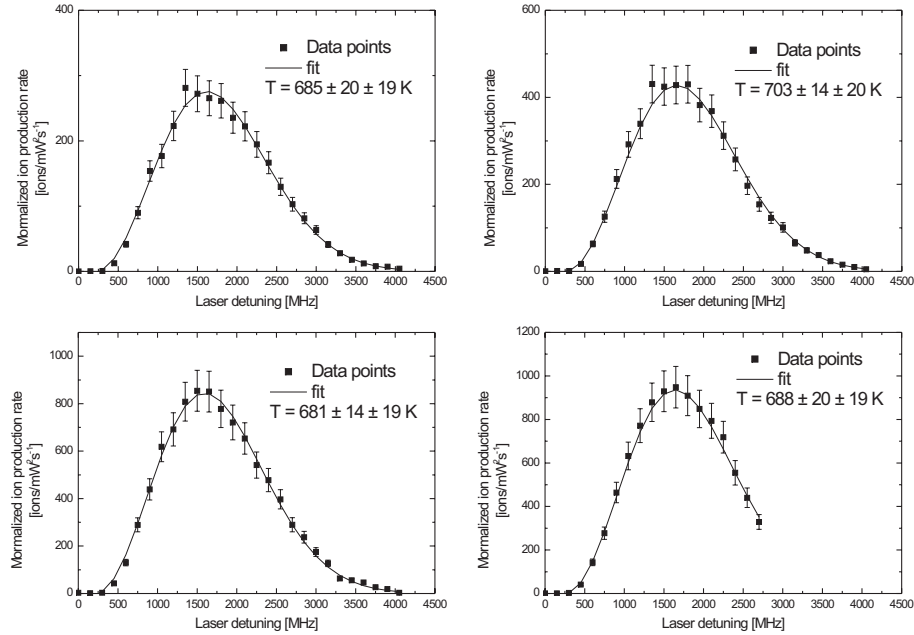 400
200
0
0 500 1000 1500 2000 2500 3000 3500 4000 4500
Mormalized ion production rate
[ions/mW²s⁻¹]
Laser detuning [MHz]
Data points
fit
T = 685 ± 20 ± 19 K
600
400
200
0
0 500 1000 1500 2000 2500 3000 3500 4000 4500
Mormalized ion production rate
[ions/mW²s⁻¹]
Laser detuning [MHz]
Data points
fit
T = 703 ± 14 ± 20 K
1000
800
600
400
200
0
0 500 1000 1500 2000 2500 3000 3500 4000 4500
Mormalized ion production rate
[ions/mW²s⁻¹]
Laser detuning [MHz]
Data points
fit
T = 681 ± 14 ± 19 K
1200
1000
800
600
400
200
0
0 500 1000 1500 2000 2500 3000 3500 4000 4500
Mormalized ion production rate
[ions/mW²s⁻¹]
Laser detuning [MHz]
Data points
fit
T = 688 ± 20 ± 19 K